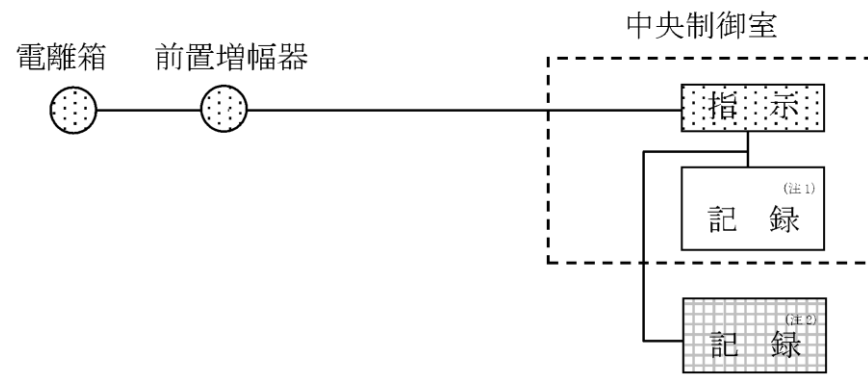 中央制御室
電離箱　前置増幅器
指　示
(注1)
記　録
(注2)
記　録